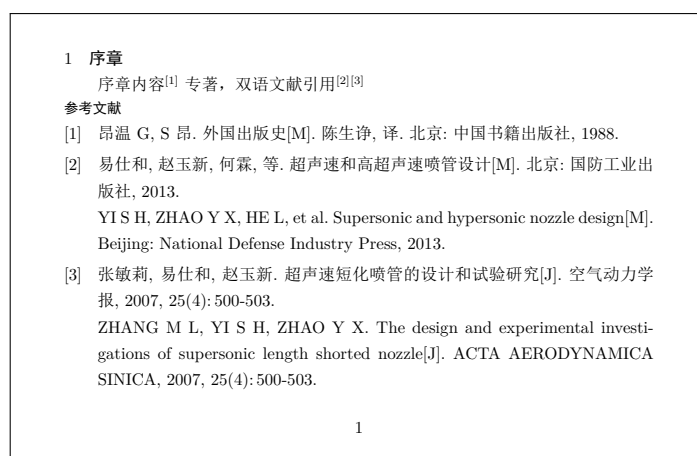 1 序章
序章内容[1] 专著，双语文献引用[2][3]
参考文献
[1] 昂温 G, S 昂. 外国出版史[M]. 陈生诤, 译. 北京: 中国书籍出版社, 1988.
[2] 易仕和, 赵玉新, 何霖, 等. 超声速和高超声速喷管设计[M]. 北京: 国防工业出
版社, 2013.
YI S H, ZHAO Y X, HE L, et al. Supersonic and hypersonic nozzle design[M].
Beijing: National Defense Industry Press, 2013.
[3] 张敏莉, 易仕和, 赵玉新. 超声速短化喷管的设计和试验研究[J]. 空气动力学
报, 2007, 25(4): 500-503.
ZHANG M L, YI S H, ZHAO Y X. The design and experimental investi-
gations of supersonic length shorted nozzle[J]. ACTA AERODYNAMICA
SINICA, 2007, 25(4): 500-503.
1